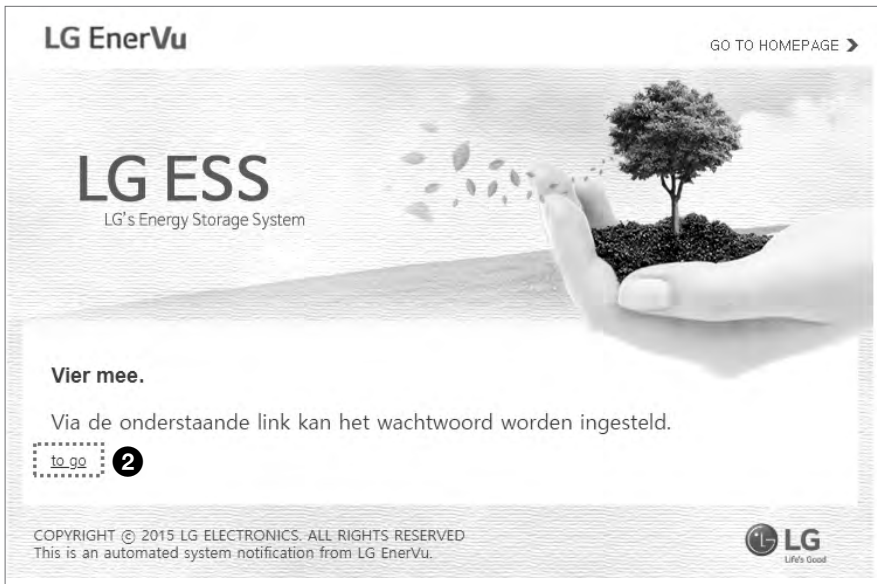 LG EnerVu
GO TO HOMEPAGE
LG ESS
LG's Energy Storage System
Vier mee.
Via de onderstaande link kan het wachtwoord worden ingesteld.
to go 2
COPYRIGHT © 2015 LG ELECTRONICS. ALL RIGHTS RESERVED
This is an automated system notification from LG EnerVu.
LG
Life's Good